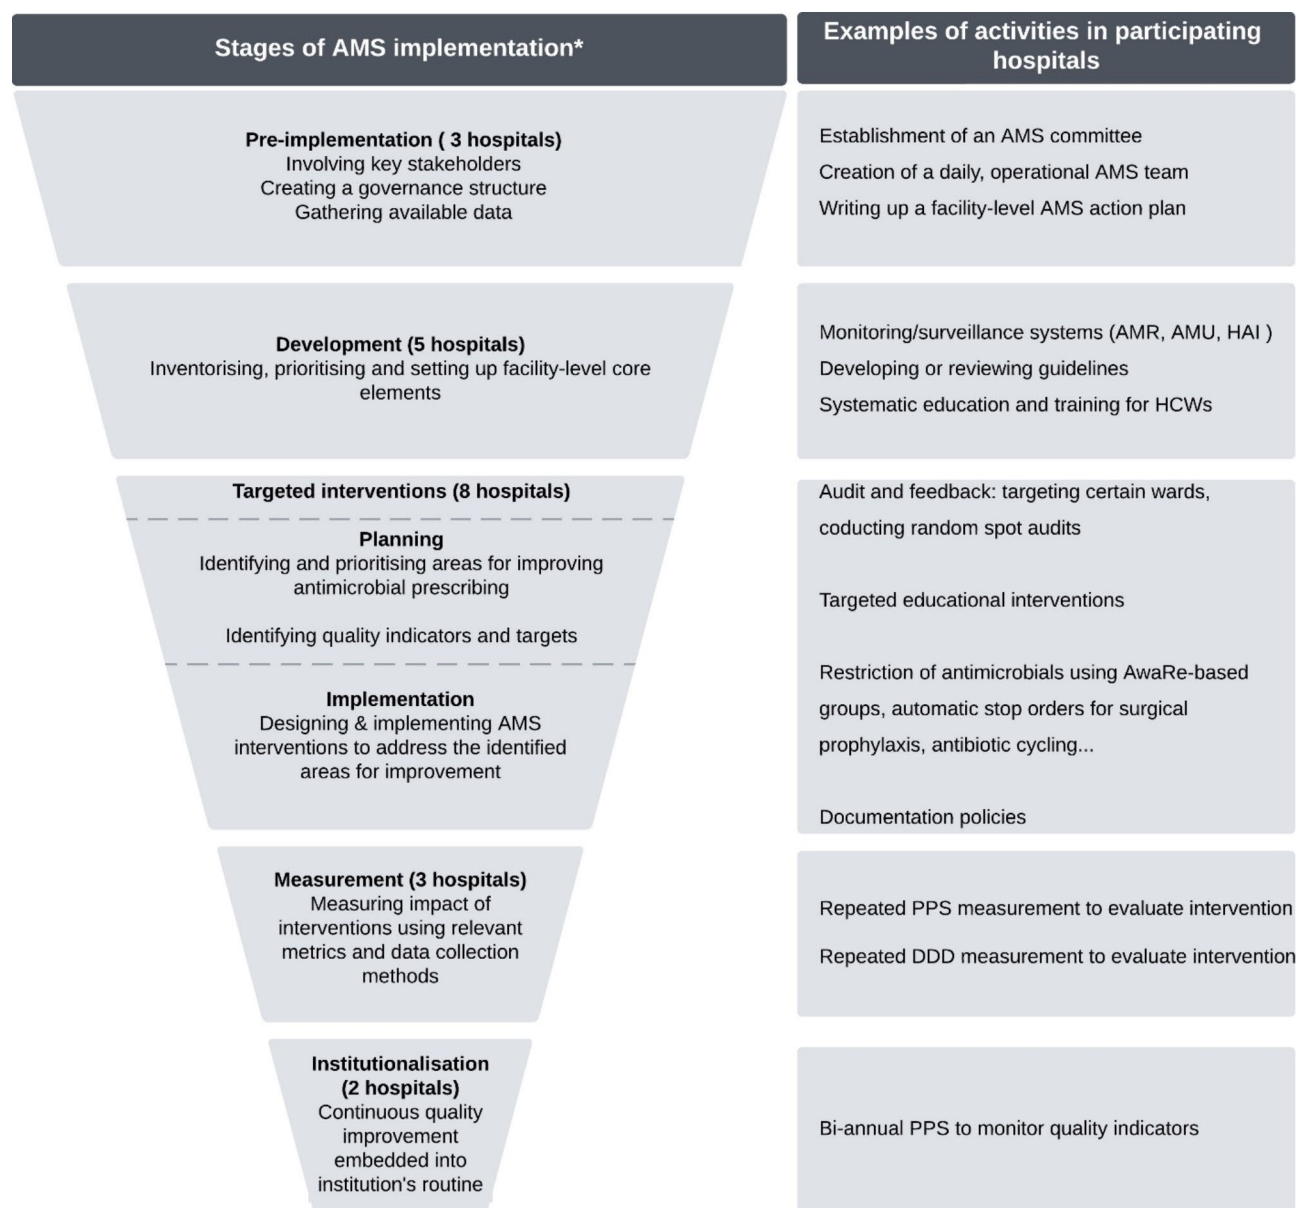 Stages of AMS implementation*
Examples of activities in participating
hospitals
Pre-implementation ( 3 hospitals)
Involving key stakeholders
Creating a governance structure
Gathering available data
Establishment of an AMS committee
Creation of a daily, operational AMS team
Writing up a facility-level AMS action plan
Development (5 hospitals)
Inventorising, prioritising and setting up facility-level core
elements
Monitoring/surveillance systems (AMR, AMU, HAI )
Developing or reviewing guidelines
Systematic education and training for HCWs
Targeted interventions (8 hospitals)
Planning
Identifying and prioritising areas for improving
antimicrobial prescribing
Identifying quality indicators and targets
Implementation
Designing & implementing AMS
interventions to address the identified
areas for improvement
Audit and feedback: targeting certain wards,
coducting random spot audits
Targeted educational interventions
Restriction of antimicrobials using AwaRe-based
groups, automatic stop orders for surgical
prophylaxis, antibiotic cycling...
Documentation policies
Measurement (3 hospitals)
Measuring impact of
interventions using relevant
metrics and data collection
methods
Repeated PPS measurement to evaluate intervention
Repeated DDD measurement to evaluate intervention
Institutionalisation
(2 hospitals)
Continuous quality
improvement
embedded into
institution's routine
Bi-annual PPS to monitor quality indicators